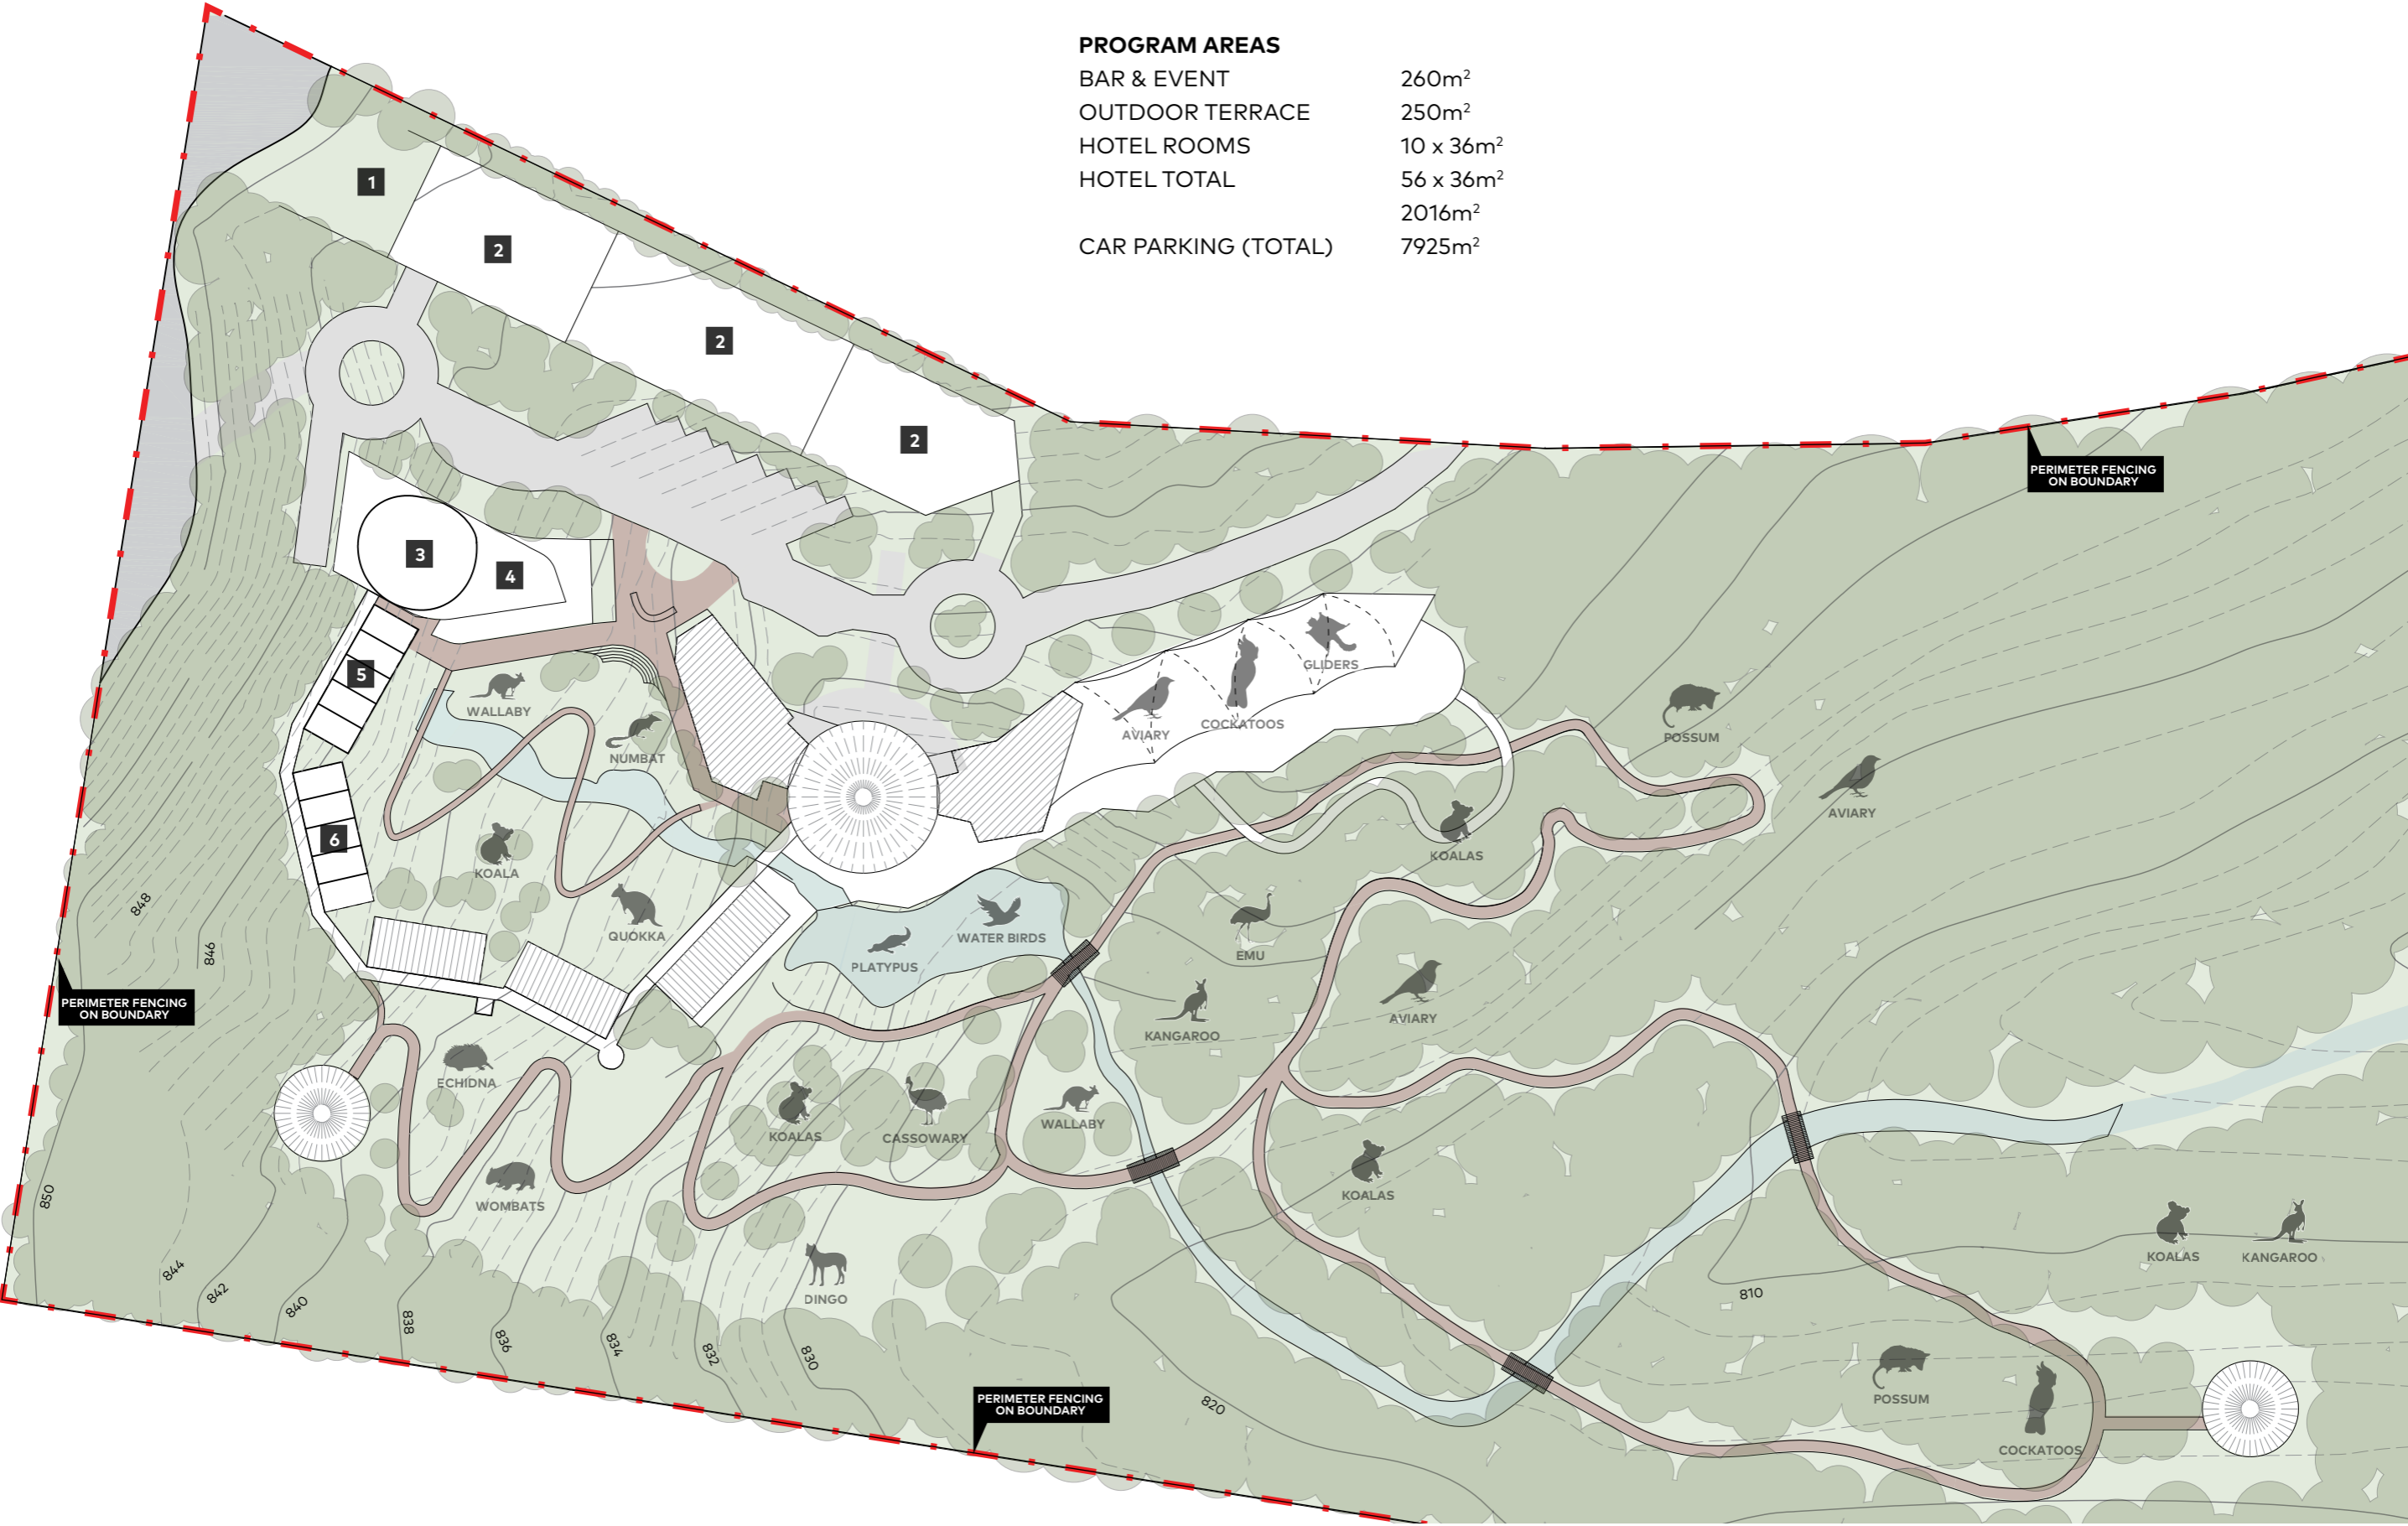 PROGRAM AREAS
BAR & EVENT 260m²
OUTDOOR TERRACE 250m²
HOTEL ROOMS 10 x 36m²
HOTEL TOTAL 56 x 36m²
2016m²
CAR PARKING (TOTAL) 7925m²
1
2
2
2
PERIMETER FENCING
ON BOUNDARY
3
4
5
6
WALLABY
NUMBAT
KOALA
QUOKKA
AVIARY
COCKATOOS
GLIDERS
POSSUM
AVIARY
KOALAS
PLATYPUS
WATER BIRDS
EMU
KANGAROO
AVIARY
848
846
PERIMETER FENCING
ON BOUNDARY
ECHIDNA
WOMBATS
KOALAS
CASSOWARY
WALLABY
KOALAS
DINGO
KOALAS
KANGAROO
POSSUM
COCKATOOS
850
844
842
840
838
836
834
832
830
820
810
PERIMETER FENCING
ON BOUNDARY